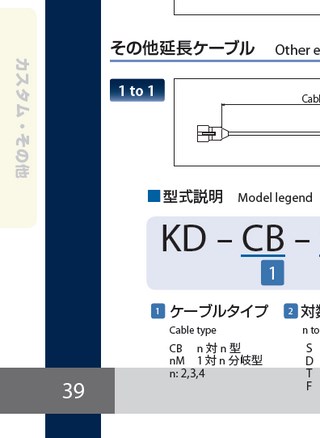 その他延長ケーブル Other e
カスタム・その他
1 to 1
Cabl
■型式説明 Model legend
KD – CB –
1
1 ケーブルタイプ 2 対数
Cable type n to
CB n 対 n 型 S
nM 1対 n 分岐型 D
n: 2,3,4 T
F
39